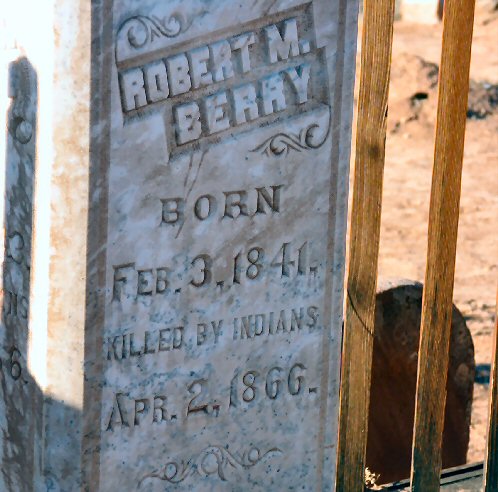 ROBERT M.
BERRY
BORN
FEB. 3, 1841.
KILLED BY INDIANS
APR. 2, 1866.